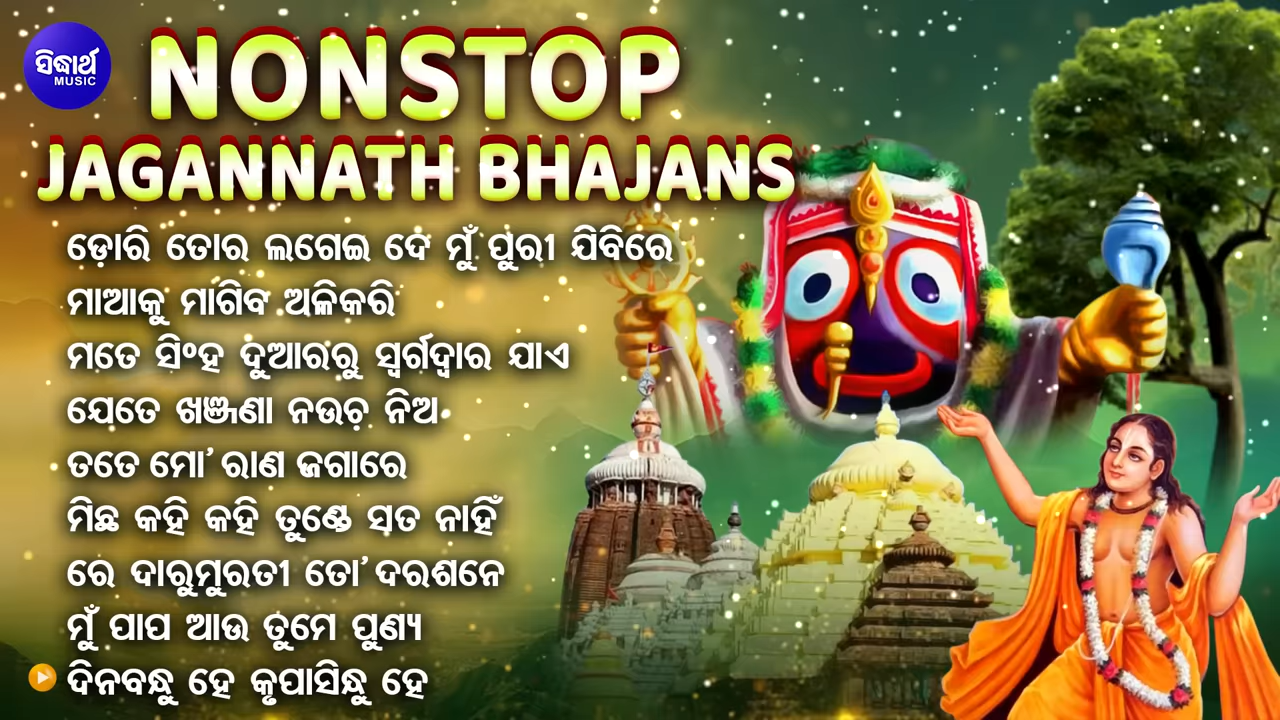 ସିଦ୍ଧାର୍ଥ
MUSIC
NONSTOP
JAGANNATH BHAJANS
ଡ଼ୋରି ତୋର ଲଗେଇ ଦେ ମୁଁ ପୁରୀ ଯିବିରେ
ମାଆକୁ ମାଗିବ ଅଳିକରି
ମତେ ସିଂହ ଦୁଆରରୁ ସ୍ୱର୍ଗଦ୍ୱାର ଯାଏ
ଯେତେ ଖଞ୍ଜଣା ନଉଚ଼ ନିଅ
ତତେ ମୋ' ରାଣ ଜଗାରେ
ମିଛ କହି କହି ତୁଣ୍ଡେ ସତ ନାହିଁ
ରେ ଦାରୁମୁରତୀ ତୋ' ଦରଶନେ
ମୁଁ ପାପ ଆଉ ତୁମେ ପୁଣ୍ୟ
ଦିନବନ୍ଧୁ ହେ କୃପାସିନ୍ଧୁ ହେ